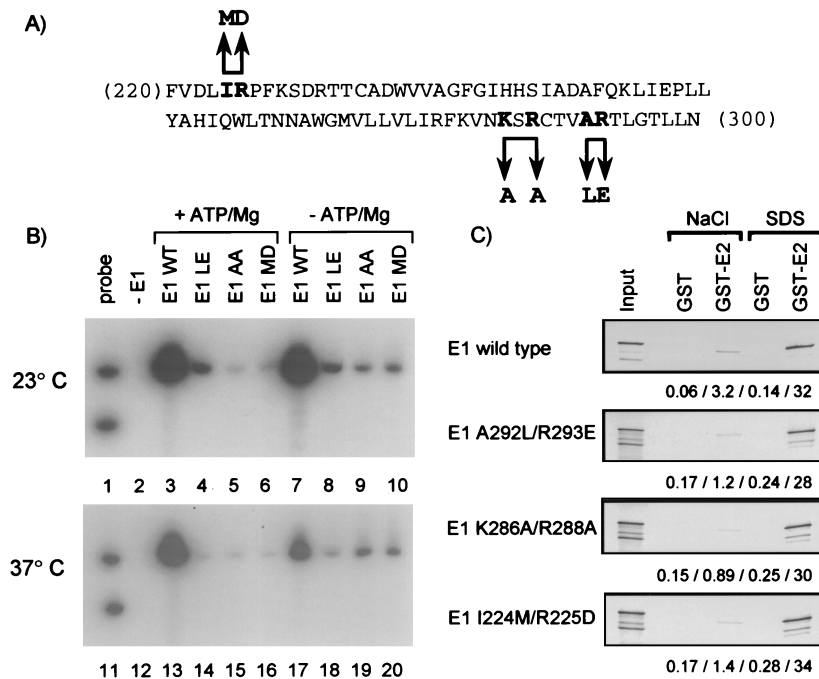 A)
MD
(220)FVDLIRPFKSDRTTCADWVVAGFGIHHSIADAFQKLIEPLL
YAHIQWLTNNAWGMVLLVLIRFKVNKSRCTVARTLGTLLN (300)
A A LE
B)
+ ATP/Mg - ATP/Mg
probe - E1 E1 WT E1 LE E1 AA E1 MD E1 WT E1 LE E1 AA E1 MD
23° C
1 2 3 4 5 6 7 8 9 10
37° C
11 12 13 14 15 16 17 18 19 20
C)
NaCl SDS
Input GST GST-E2 GST GST-E2
E1 wild type
0.06 / 3.2 / 0.14 / 32
E1 A292L/R293E
0.17 / 1.2 / 0.24 / 28
E1 K286A/R288A
0.15 / 0.89 / 0.25 / 30
E1 I224M/R225D
0.17 / 1.4 / 0.28 / 34